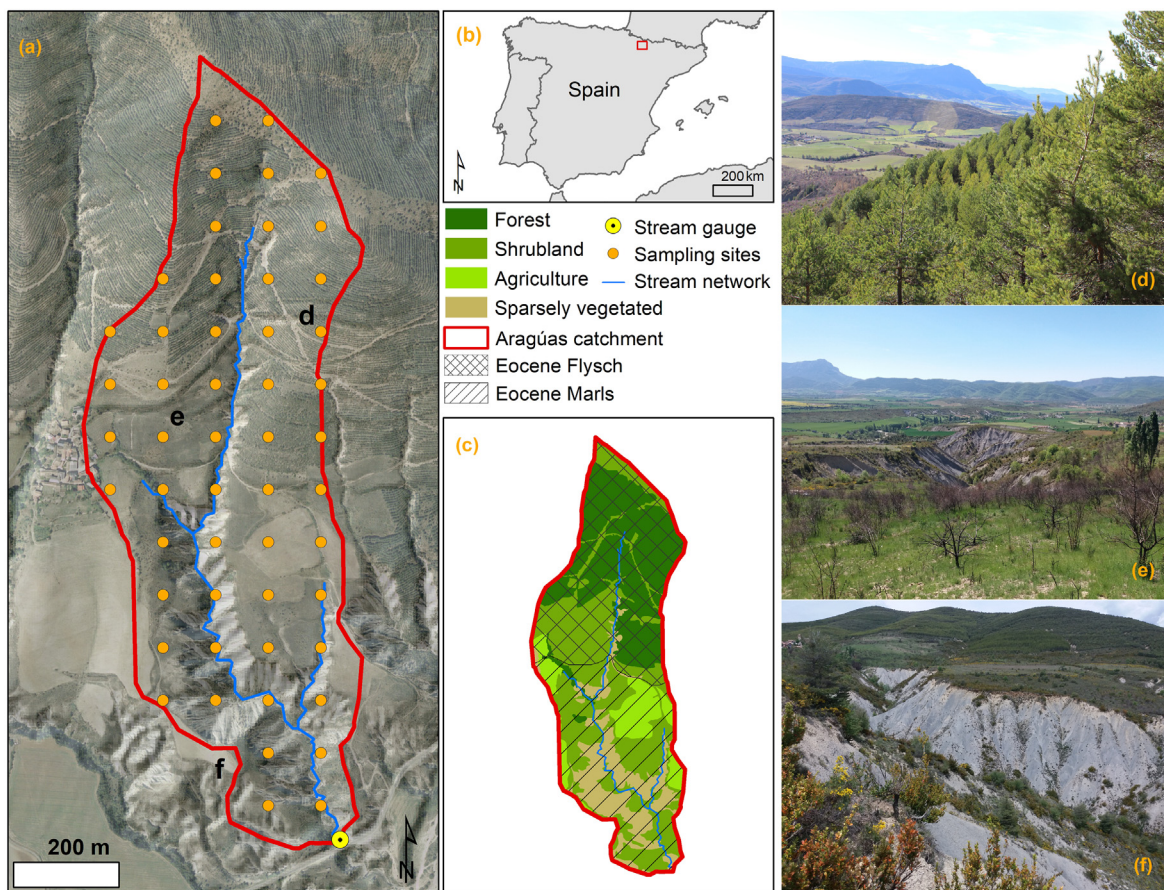 (a)
d
e
f
200 m
N
(b)
Spain
N
200 km
Forest
Shrubland
Agriculture
Sparsely vegetated
Aragúas catchment
Eocene Flysch
Eocene Marls
Stream gauge
Sampling sites
Stream network
(c)
(d)
(e)
(f)